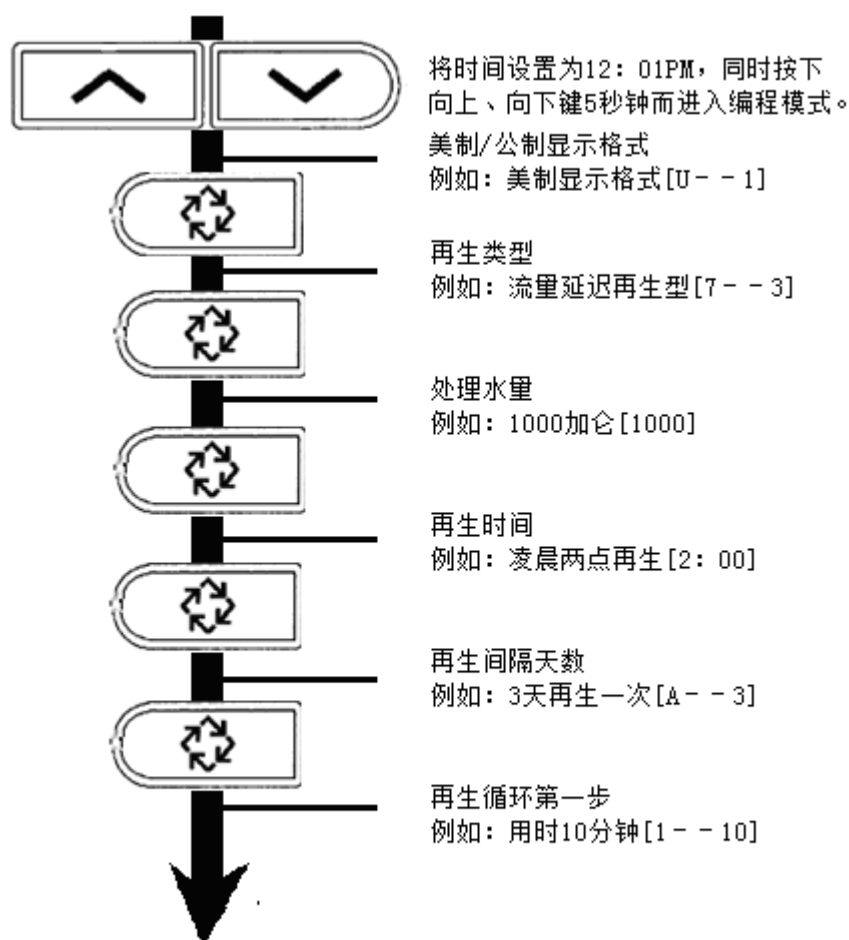 将时间设置为12：01PM，同时按下
向上、向下键5秒钟而进入编程模式。
美制/公制显示格式
例如：美制显示格式[U－－1]
再生类型
例如：流量延迟再生型[7－－3]
处理水量
例如：1000加仑[1000]
再生时间
例如：凌晨两点再生[2：00]
再生间隔天数
例如：3天再生一次[A－－3]
再生循环第一步
例如：用时10分钟[1－－10]